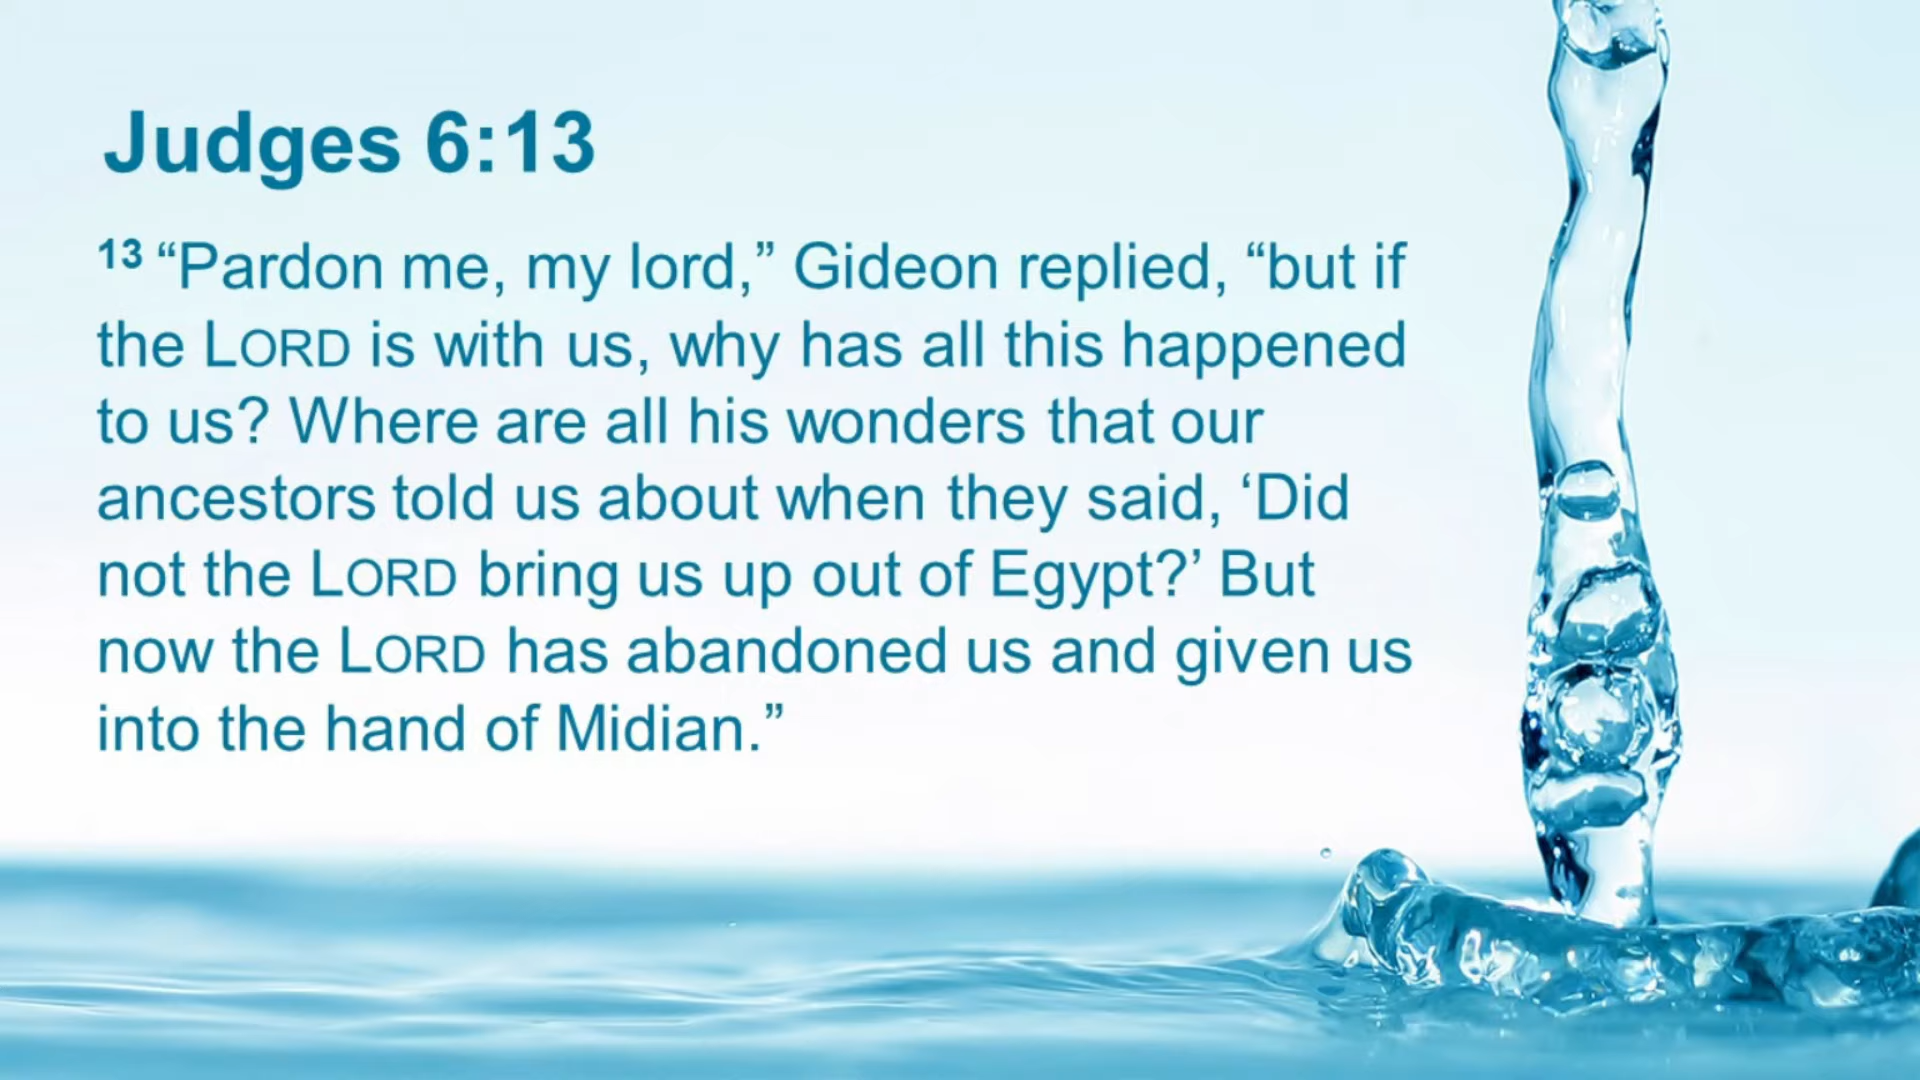 Judges 6:13
13 “Pardon me, my lord,” Gideon replied, “but if
the LORD is with us, why has all this happened
to us? Where are all his wonders that our
ancestors told us about when they said, ‘Did
not the LORD bring us up out of Egypt?’ But
now the LORD has abandoned us and given us
into the hand of Midian.”